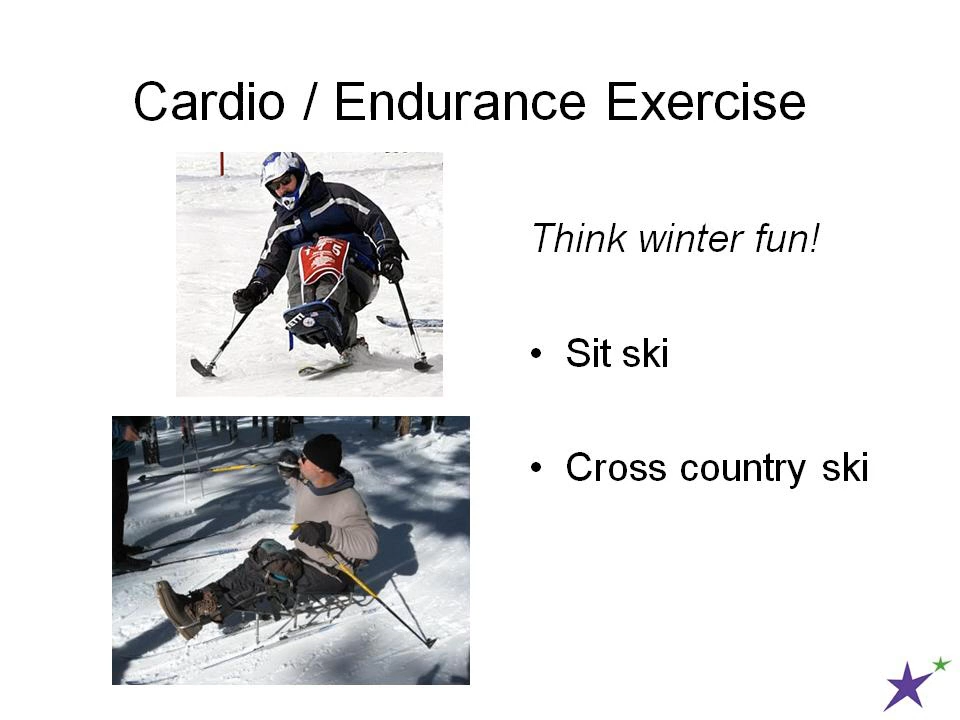 Cardio / Endurance Exercise
Think winter fun!
• Sit ski
• Cross country ski